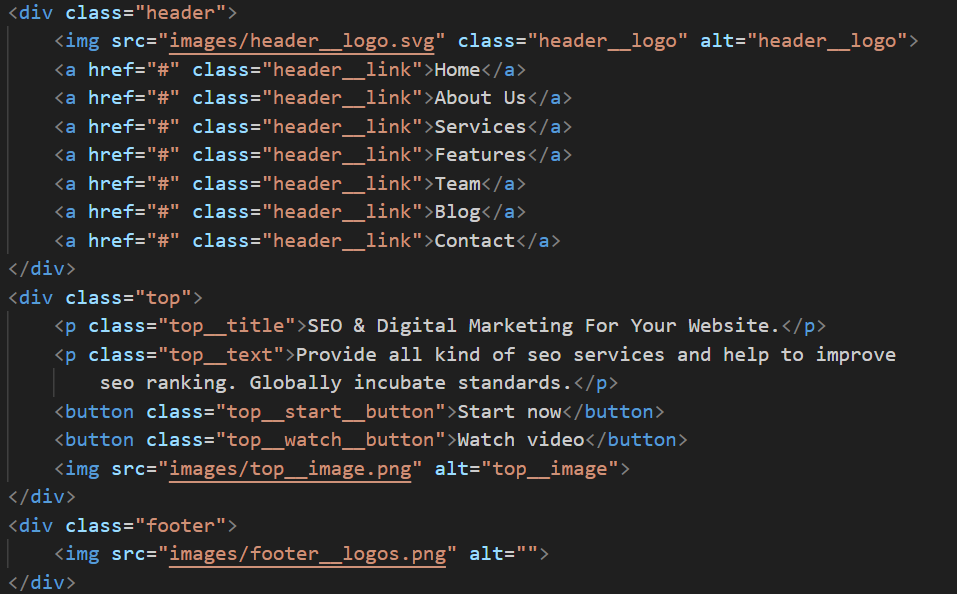 <div class="header">
    <img src="images/header__logo.svg" class="header__logo" alt="header__logo">
    <a href="#" class="header__link">Home</a>
    <a href="#" class="header__link">About Us</a>
    <a href="#" class="header__link">Services</a>
    <a href="#" class="header__link">Features</a>
    <a href="#" class="header__link">Team</a>
    <a href="#" class="header__link">Blog</a>
    <a href="#" class="header__link">Contact</a>
</div>
<div class="top">
    <p class="top__title">SEO & Digital Marketing For Your Website.</p>
    <p class="top__text">Provide all kind of seo services and help to improve
        seo ranking. Globally incubate standards.</p>
    <button class="top__start__button">Start now</button>
    <button class="top__watch__button">Watch video</button>
    <img src="images/top__image.png" alt="top__image">
</div>
<div class="footer">
    <img src="images/footer__logos.png" alt="">
</div>